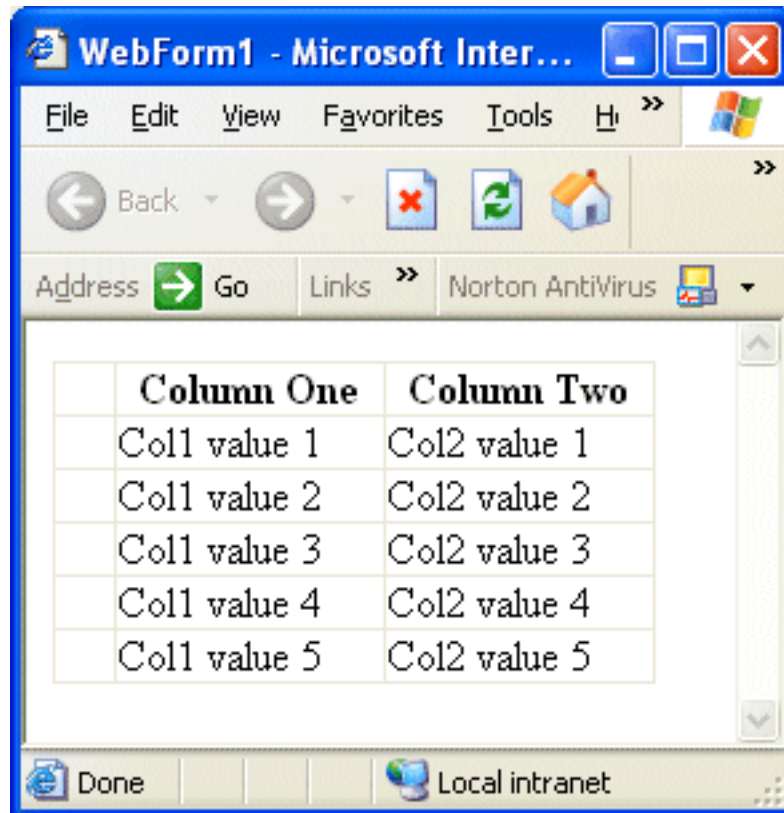 WebForm1 - Microsoft Inter...
File Edit View Favorites Tools »
Back
Address Go Links » Norton AntiVirus
Column One Column Two
Col1 value 1 Col2 value 1
Col1 value 2 Col2 value 2
Col1 value 3 Col2 value 3
Col1 value 4 Col2 value 4
Col1 value 5 Col2 value 5
Done Local intranet